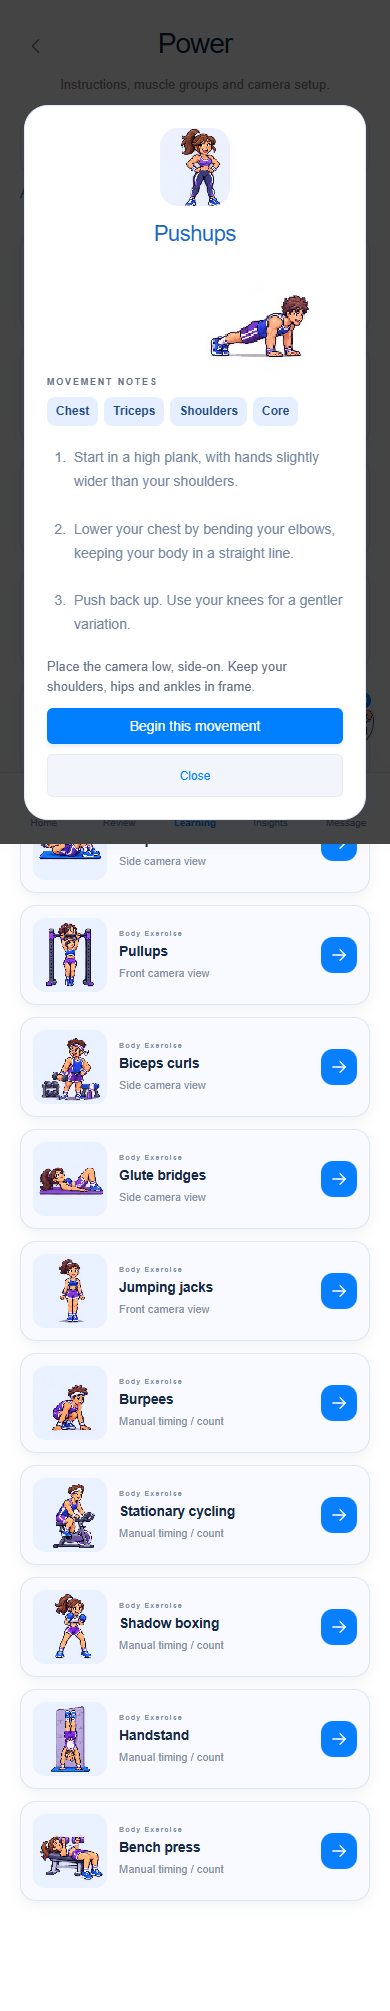 Power
Instructions, muscle groups and camera setup.
Pushups
MOVEMENT NOTES
Chest
Triceps
Shoulders
Core
1. Start in a high plank, with hands slightly
wider than your shoulders.
2. Lower your chest by bending your elbows,
keeping your body in a straight line.
3. Push back up. Use your knees for a gentler
variation.
Place the camera low, side-on. Keep your
shoulders, hips and ankles in frame.
Begin this movement
Close
Home
Review
Learning
Insights
Message
Side camera view
Body Exercise
Pullups
Front camera view
Body Exercise
Biceps curls
Side camera view
Body Exercise
Glute bridges
Side camera view
Body Exercise
Jumping jacks
Front camera view
Body Exercise
Burpees
Manual timing / count
Body Exercise
Stationary cycling
Manual timing / count
Body Exercise
Shadow boxing
Manual timing / count
Body Exercise
Handstand
Manual timing / count
Body Exercise
Bench press
Manual timing / count